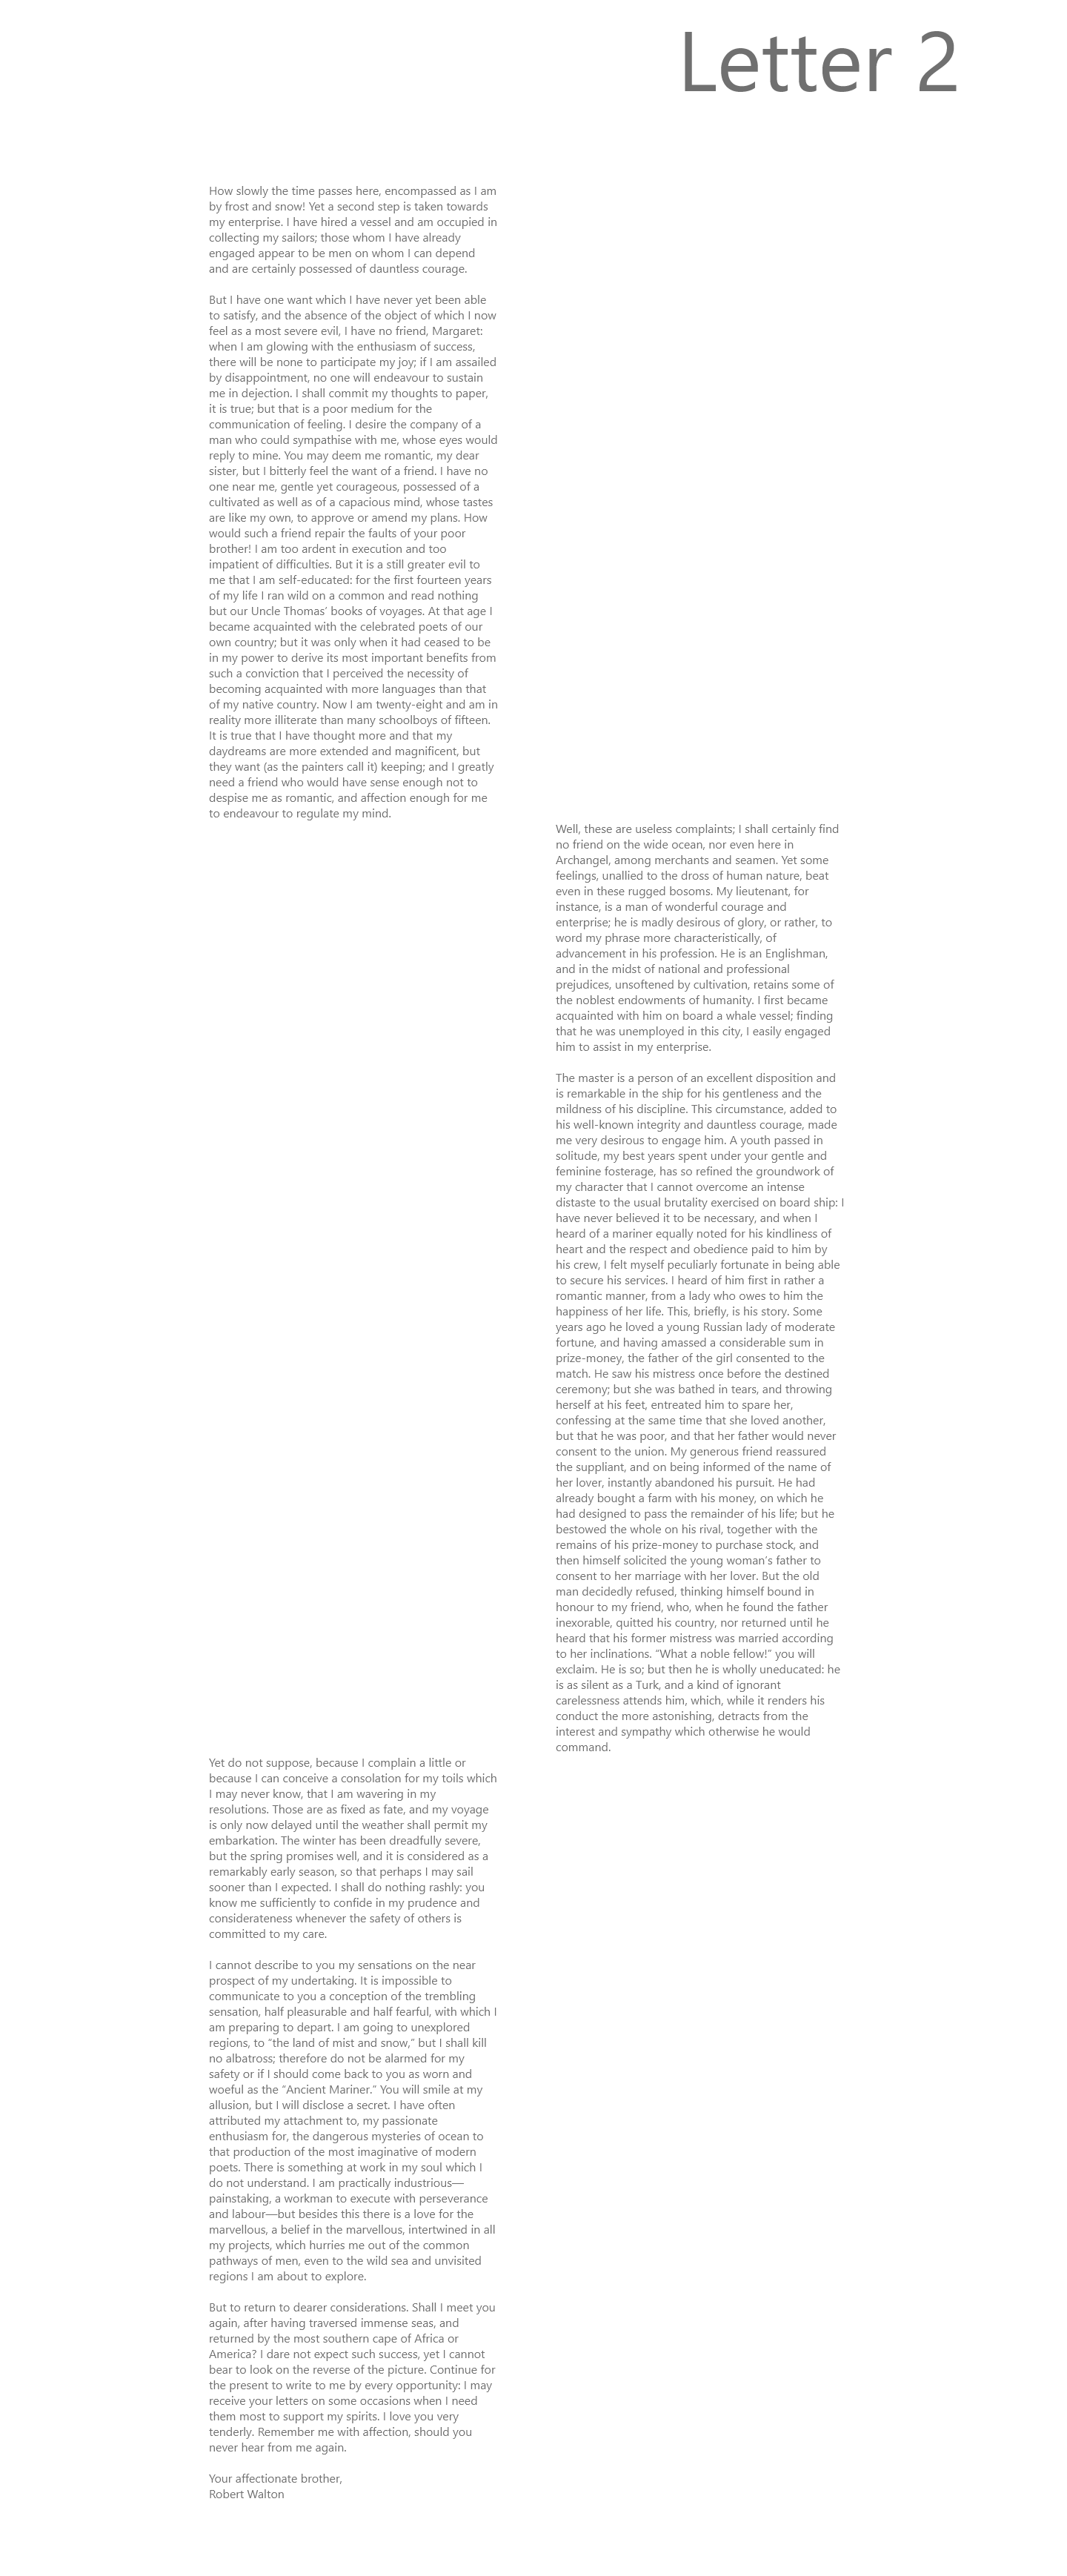 Letter 2
How slowly the time passes here, encompassed as I am
by frost and snow! Yet a second step is taken towards
my enterprise. I have hired a vessel and am occupied in
collecting my sailors; those whom I have already
engaged appear to be men on whom I can depend
and are certainly possessed of dauntless courage.
But I have one want which I have never yet been able
to satisfy, and the absence of the object of which I now
feel as a most severe evil, I have no friend, Margaret:
when I am glowing with the enthusiasm of success,
there will be none to participate my joy; if I am assailed
by disappointment, no one will endeavour to sustain
me in dejection. I shall commit my thoughts to paper,
it is true; but that is a poor medium for the
communication of feeling. I desire the company of a
man who could sympathise with me, whose eyes would
reply to mine. You may deem me romantic, my dear
sister, but I bitterly feel the want of a friend. I have no
one near me, gentle yet courageous, possessed of a
cultivated as well as of a capacious mind, whose tastes
are like my own, to approve or amend my plans. How
would such a friend repair the faults of your poor
brother! I am too ardent in execution and too
impatient of difficulties. But it is a still greater evil to
me that I am self-educated: for the first fourteen years
of my life I ran wild on a common and read nothing
but our Uncle Thomas’ books of voyages. At that age I
became acquainted with the celebrated poets of our
own country; but it was only when it had ceased to be
in my power to derive its most important benefits from
such a conviction that I perceived the necessity of
becoming acquainted with more languages than that
of my native country. Now I am twenty-eight and am in
reality more illiterate than many schoolboys of fifteen.
It is true that I have thought more and that my
daydreams are more extended and magnificent, but
they want (as the painters call it) keeping; and I greatly
need a friend who would have sense enough not to
despise me as romantic, and affection enough for me
to endeavour to regulate my mind.
Well, these are useless complaints; I shall certainly find
no friend on the wide ocean, nor even here in
Archangel, among merchants and seamen. Yet some
feelings, unallied to the dross of human nature, beat
even in these rugged bosoms. My lieutenant, for
instance, is a man of wonderful courage and
enterprise; he is madly desirous of glory, or rather, to
word my phrase more characteristically, of
advancement in his profession. He is an Englishman,
and in the midst of national and professional
prejudices, unsoftened by cultivation, retains some of
the noblest endowments of humanity. I first became
acquainted with him on board a whale vessel; finding
that he was unemployed in this city, I easily engaged
him to assist in my enterprise.
The master is a person of an excellent disposition and
is remarkable in the ship for his gentleness and the
mildness of his discipline. This circumstance, added to
his well-known integrity and dauntless courage, made
me very desirous to engage him. A youth passed in
solitude, my best years spent under your gentle and
feminine fosterage, has so refined the groundwork of
my character that I cannot overcome an intense
distaste to the usual brutality exercised on board ship: I
have never believed it to be necessary, and when I
heard of a mariner equally noted for his kindliness of
heart and the respect and obedience paid to him by
his crew, I felt myself peculiarly fortunate in being able
to secure his services. I heard of him first in rather a
romantic manner, from a lady who owes to him the
happiness of her life. This, briefly, is his story. Some
years ago he loved a young Russian lady of moderate
fortune, and having amassed a considerable sum in
prize-money, the father of the girl consented to the
match. He saw his mistress once before the destined
ceremony; but she was bathed in tears, and throwing
herself at his feet, entreated him to spare her,
confessing at the same time that she loved another,
but that he was poor, and that her father would never
consent to the union. My generous friend reassured
the suppliant, and on being informed of the name of
her lover, instantly abandoned his pursuit. He had
already bought a farm with his money, on which he
had designed to pass the remainder of his life; but he
bestowed the whole on his rival, together with the
remains of his prize-money to purchase stock, and
then himself solicited the young woman’s father to
consent to her marriage with her lover. But the old
man decidedly refused, thinking himself bound in
honour to my friend, who, when he found the father
inexorable, quitted his country, nor returned until he
heard that his former mistress was married according
to her inclinations. “What a noble fellow!” you will
exclaim. He is so; but then he is wholly uneducated: he
is as silent as a Turk, and a kind of ignorant
carelessness attends him, which, while it renders his
conduct the more astonishing, detracts from the
interest and sympathy which otherwise he would
command.
Yet do not suppose, because I complain a little or
because I can conceive a consolation for my toils which
I may never know, that I am wavering in my
resolutions. Those are as fixed as fate, and my voyage
is only now delayed until the weather shall permit my
embarkation. The winter has been dreadfully severe,
but the spring promises well, and it is considered as a
remarkably early season, so that perhaps I may sail
sooner than I expected. I shall do nothing rashly: you
know me sufficiently to confide in my prudence and
considerateness whenever the safety of others is
committed to my care.
I cannot describe to you my sensations on the near
prospect of my undertaking. It is impossible to
communicate to you a conception of the trembling
sensation, half pleasurable and half fearful, with which I
am preparing to depart. I am going to unexplored
regions, to “the land of mist and snow,” but I shall kill
no albatross; therefore do not be alarmed for my
safety or if I should come back to you as worn and
woeful as the “Ancient Mariner.” You will smile at my
allusion, but I will disclose a secret. I have often
attributed my attachment to, my passionate
enthusiasm for, the dangerous mysteries of ocean to
that production of the most imaginative of modern
poets. There is something at work in my soul which I
do not understand. I am practically industrious—
painstaking, a workman to execute with perseverance
and labour—but besides this there is a love for the
marvellous, a belief in the marvellous, intertwined in all
my projects, which hurries me out of the common
pathways of men, even to the wild sea and unvisited
regions I am about to explore.
But to return to dearer considerations. Shall I meet you
again, after having traversed immense seas, and
returned by the most southern cape of Africa or
America? I dare not expect such success, yet I cannot
bear to look on the reverse of the picture. Continue for
the present to write to me by every opportunity: I may
receive your letters on some occasions when I need
them most to support my spirits. I love you very
tenderly. Remember me with affection, should you
never hear from me again.
Your affectionate brother,
Robert Walton